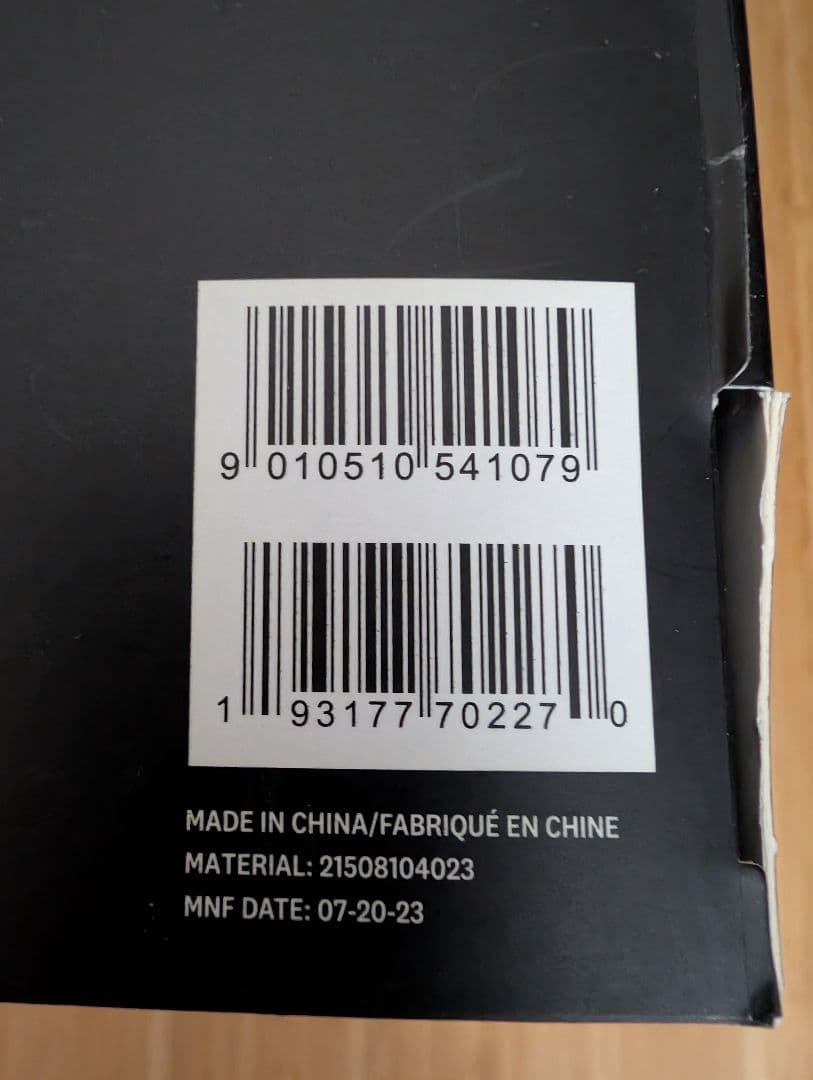 9 010510 541079
1 93177 70227 0
MADE IN CHINA/FABRIQUÉ EN CHINE
MATERIAL: 21508104023
MNF DATE: 07-20-23